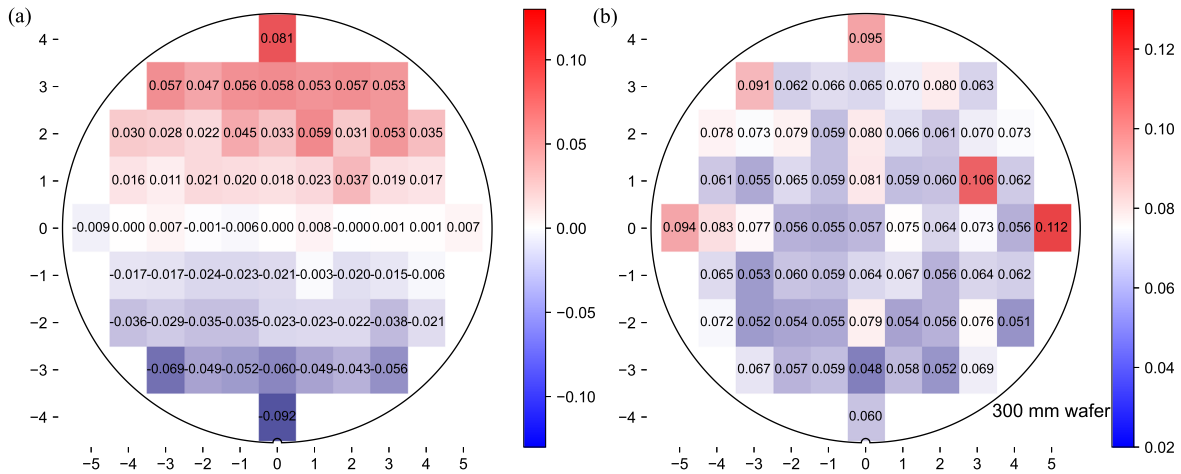 (a)
4 0.081
3 0.057 0.047 0.056 0.058 0.053 0.057 0.053
2 0.030 0.028 0.022 0.045 0.033 0.059 0.031 0.053 0.035
1 0.016 0.011 0.021 0.020 0.018 0.023 0.037 0.019 0.017
0 -0.009 0.000 0.007 -0.001 -0.006 0.000 0.008 -0.000 0.001 0.001 0.007
−1 -0.017 -0.017 -0.024 -0.023 -0.021 -0.003 -0.020 -0.015 -0.006
−2 -0.036 -0.029 -0.035 -0.035 -0.023 -0.023 -0.022 -0.038 -0.021
−3 -0.069 -0.049 -0.052 -0.060 -0.049 -0.043 -0.056
−4 -0.092
−5 −4 −3 −2 −1 0 1 2 3 4 5
0.10
0.05
0.00
−0.05
−0.10
(b)
4 0.095
3 0.091 0.062 0.066 0.065 0.070 0.080 0.063
2 0.078 0.073 0.079 0.059 0.080 0.066 0.061 0.070 0.073
1 0.061 0.055 0.065 0.059 0.081 0.059 0.060 0.106 0.062
0 0.094 0.083 0.077 0.056 0.055 0.057 0.075 0.064 0.073 0.056 0.112
−1 0.065 0.053 0.060 0.059 0.064 0.067 0.056 0.064 0.062
−2 0.072 0.052 0.054 0.055 0.079 0.054 0.056 0.076 0.051
−3 0.067 0.057 0.059 0.048 0.058 0.052 0.069
−4 0.060
300 mm wafer
−5 −4 −3 −2 −1 0 1 2 3 4 5
0.12
0.10
0.08
0.06
0.04
0.02